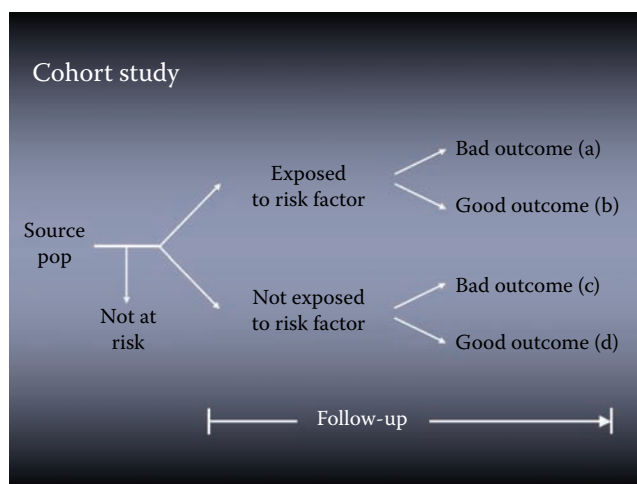 Cohort study
Source
pop
Not at
risk
Exposed
to risk factor
Bad outcome (a)
Good outcome (b)
Not exposed
to risk factor
Bad outcome (c)
Good outcome (d)
Follow-up